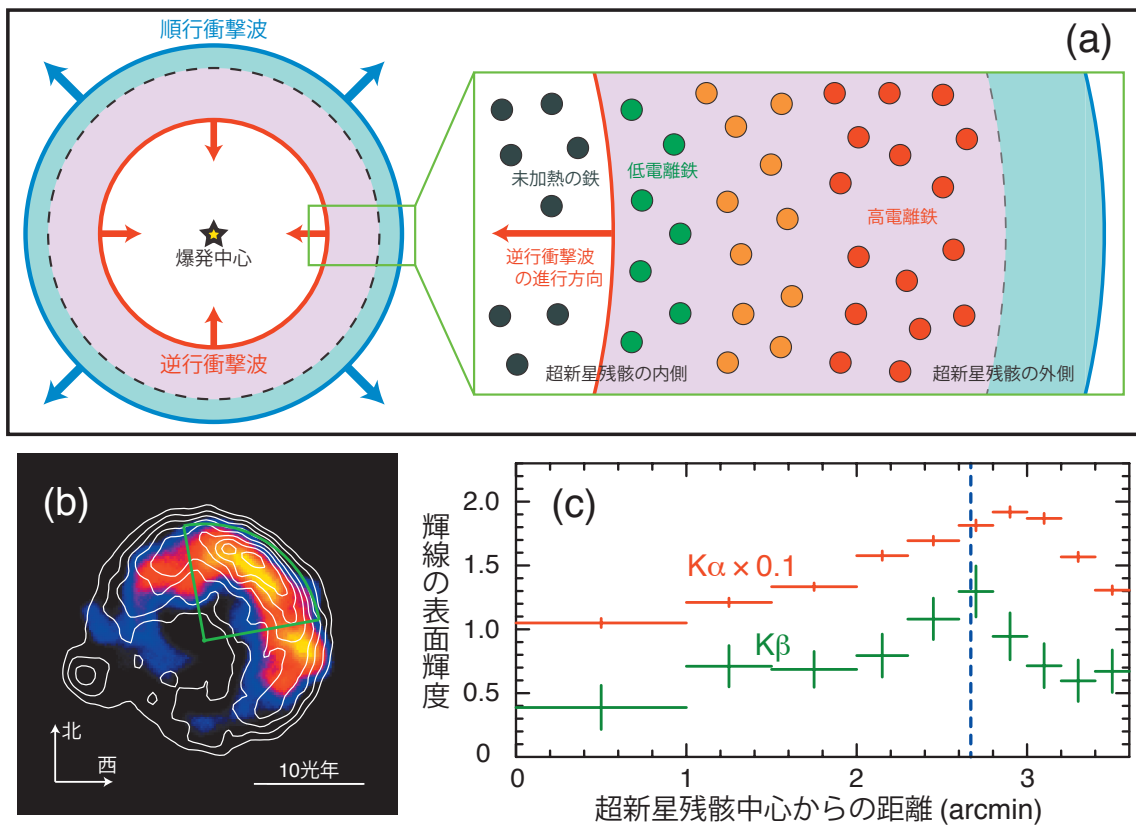 (a)
順行衝撃波
爆発中心
逆行衝撃波
未加熱の鉄
低電離鉄
高電離鉄
逆行衝撃波
の進行方向
超新星残骸の内側
超新星残骸の外側
(b)
北
西
10光年
(c)
輝線の表面輝度
2.0
1.5
1.0
0.5
0
Kα × 0.1
Kβ
0 1 2 3
超新星残骸中心からの距離 (arcmin)